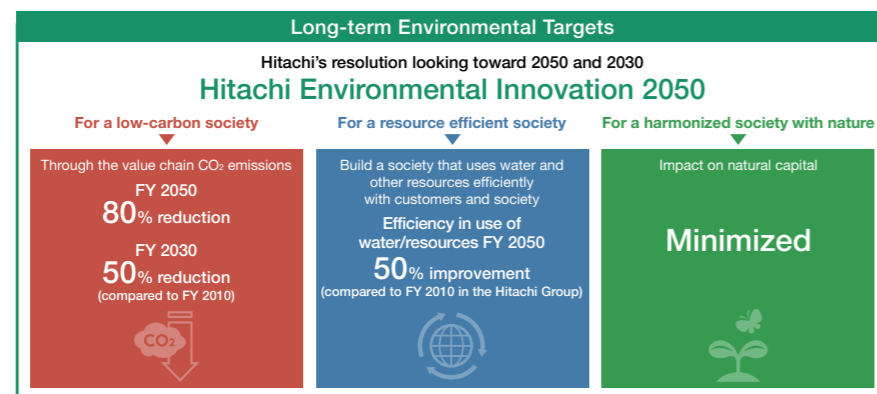 Long-term Environmental Targets
Hitachi's resolution looking toward 2050 and 2030
Hitachi Environmental Innovation 2050
For a low-carbon society
Through the value chain CO₂ emissions
FY 2050
80% reduction
FY 2030
50% reduction
(compared to FY 2010)
CO₂
For a resource efficient society
Build a society that uses water and
other resources efficiently
with customers and society
Efficiency in use of
water/resources FY 2050
50% improvement
(compared to FY 2010 in the Hitachi Group)
For a harmonized society with nature
Impact on natural capital
Minimized